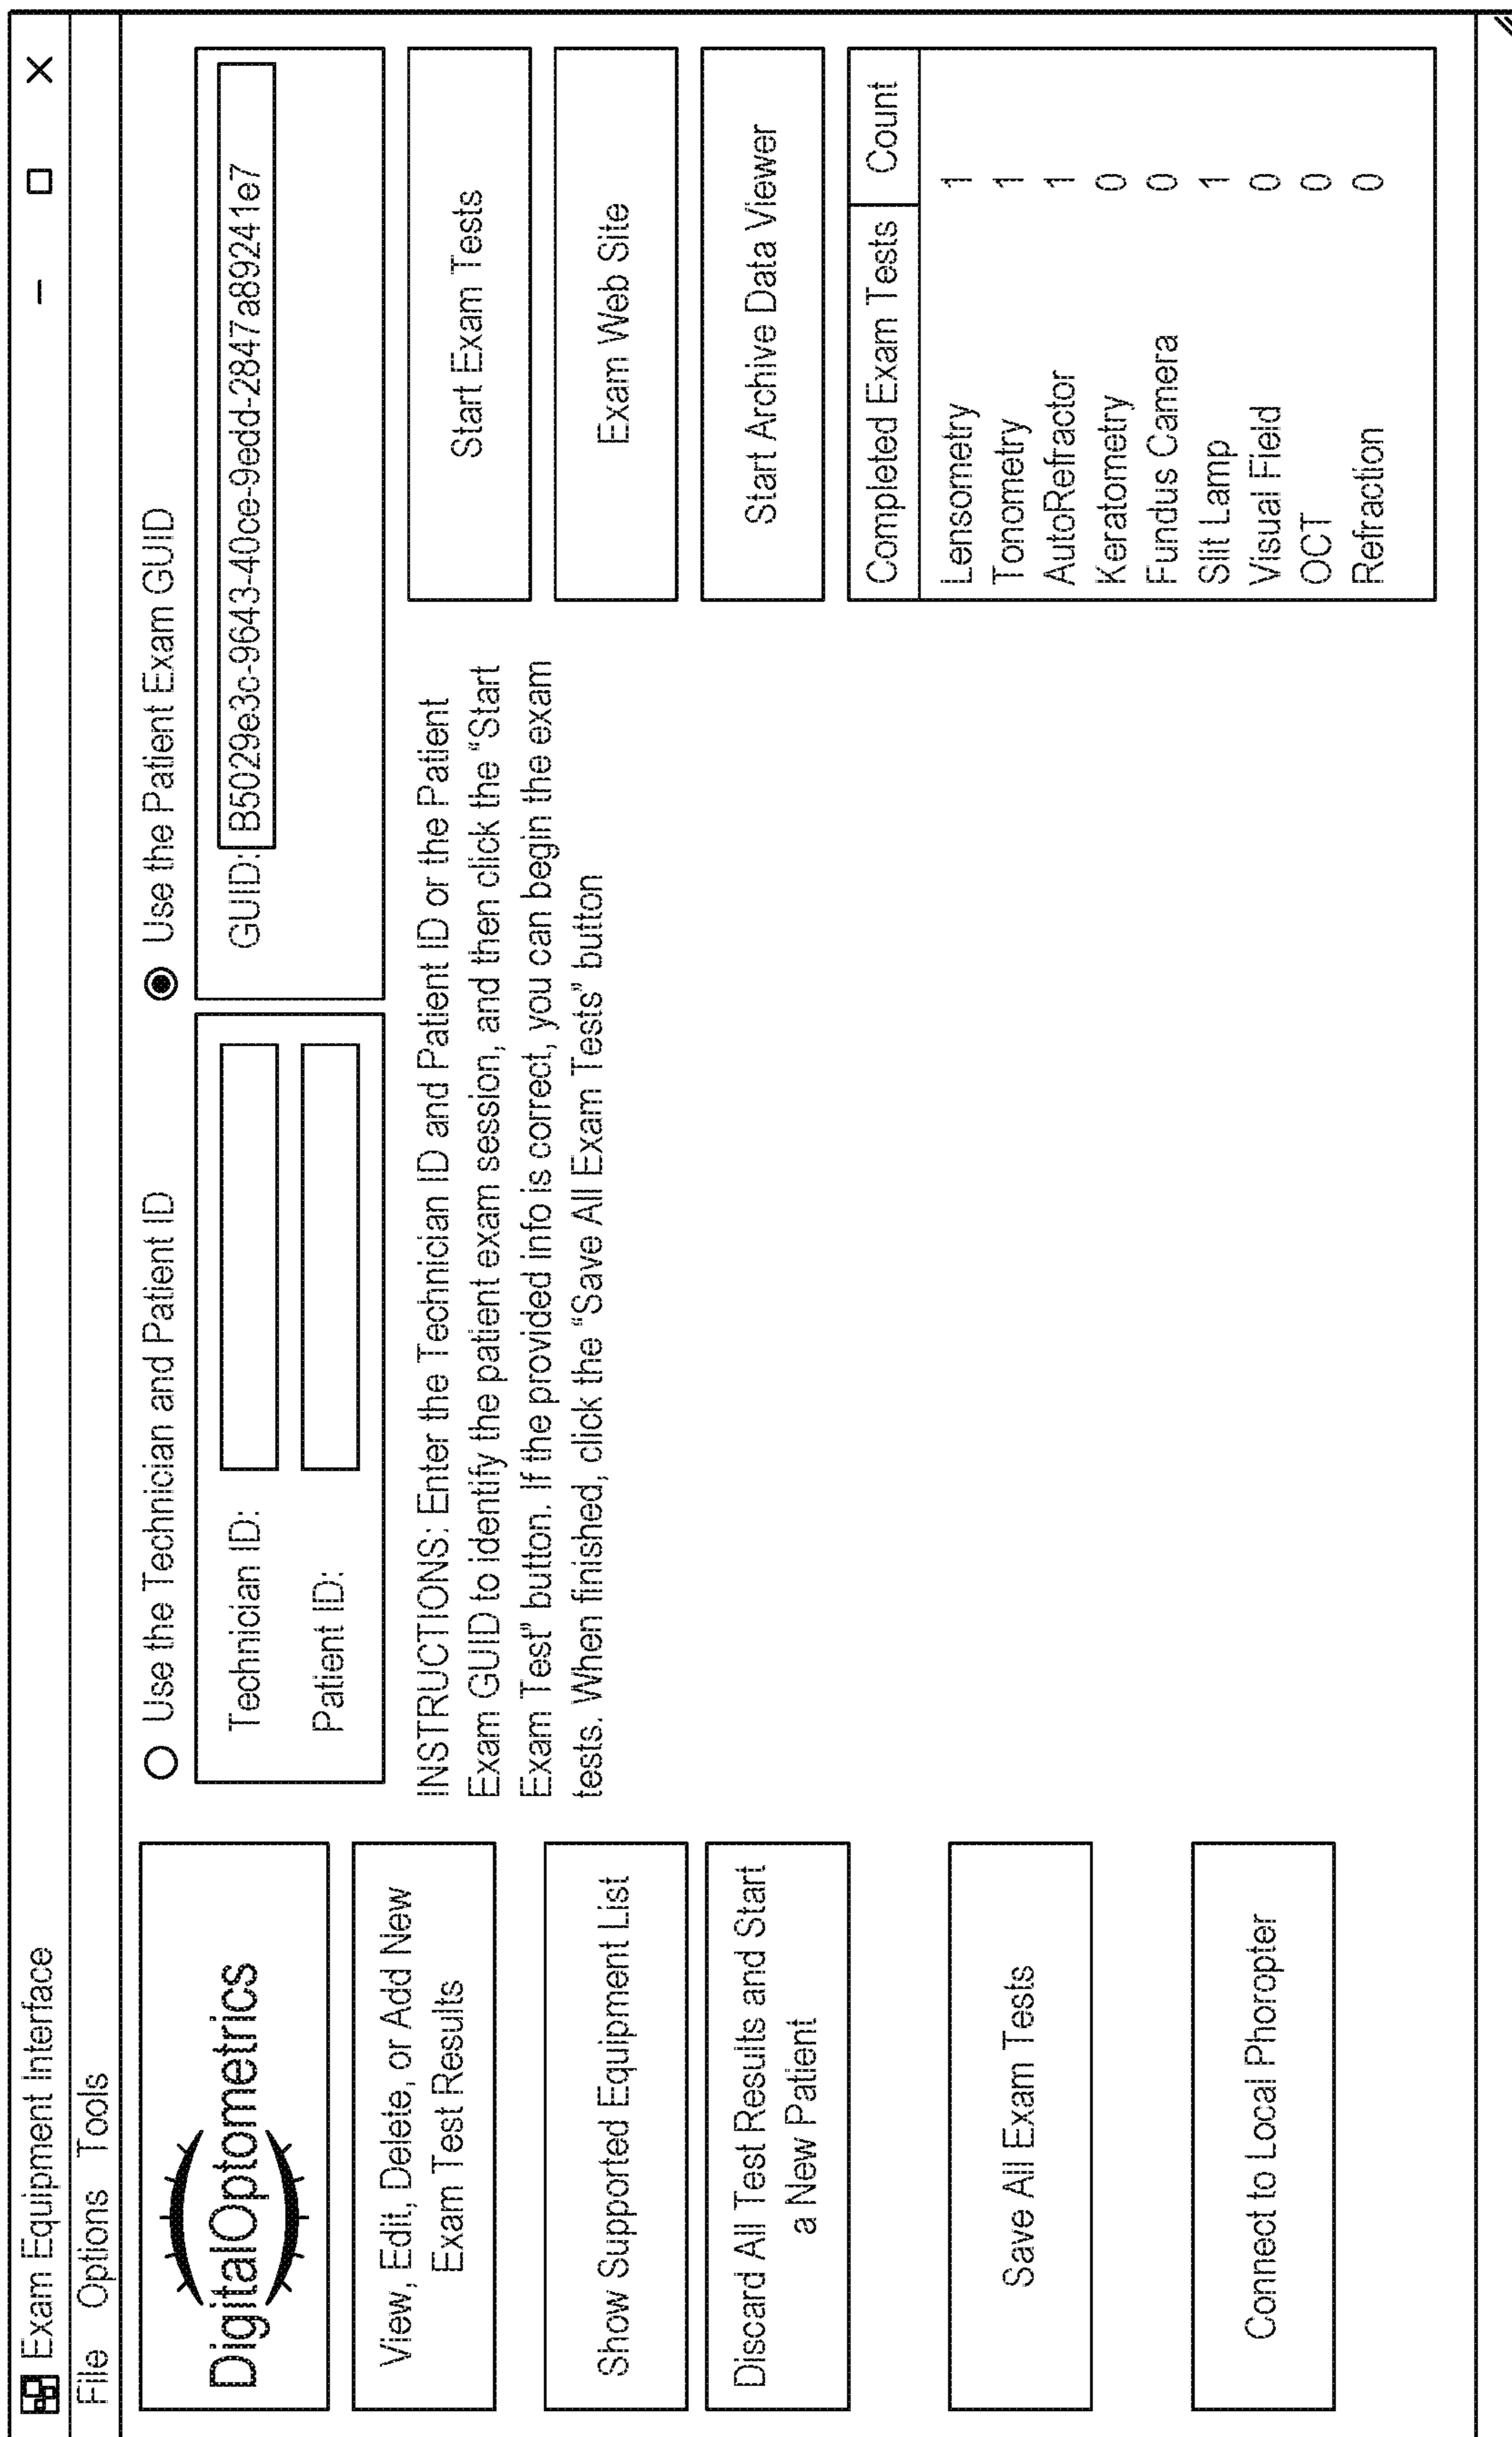 Exam Equipment Interface
File Options Tools
DigitalOptometrics
View, Edit, Delete, or Add New
Exam Test Results
Show Supported Equipment List
Discard All Test Results and Start
a New Patient
Save All Exam Tests
Connect to Local Phoropter
Use the Technician and Patient ID
Technician ID:
Patient ID:
Use the Patient Exam GUID
GUID: B5029e3c-9643-40ce-9edd-2847a89241e7
INSTRUCTIONS: Enter the Technician ID and Patient ID or the Patient
Exam GUID to identify the patient exam session, and then click the “Start
Exam Test” button. If the provided info is correct, you can begin the exam
tests. When finished, click the “Save All Exam Tests” button
Start Exam Tests
Exam Web Site
Start Archive Data Viewer
Completed Exam Tests Count
Lensometry 1
Tonometry 1
AutoRefractor 1
Keratometry 0
Fundus Camera 0
Slit Lamp 1
Visual Field 0
OCT 0
Refraction 0